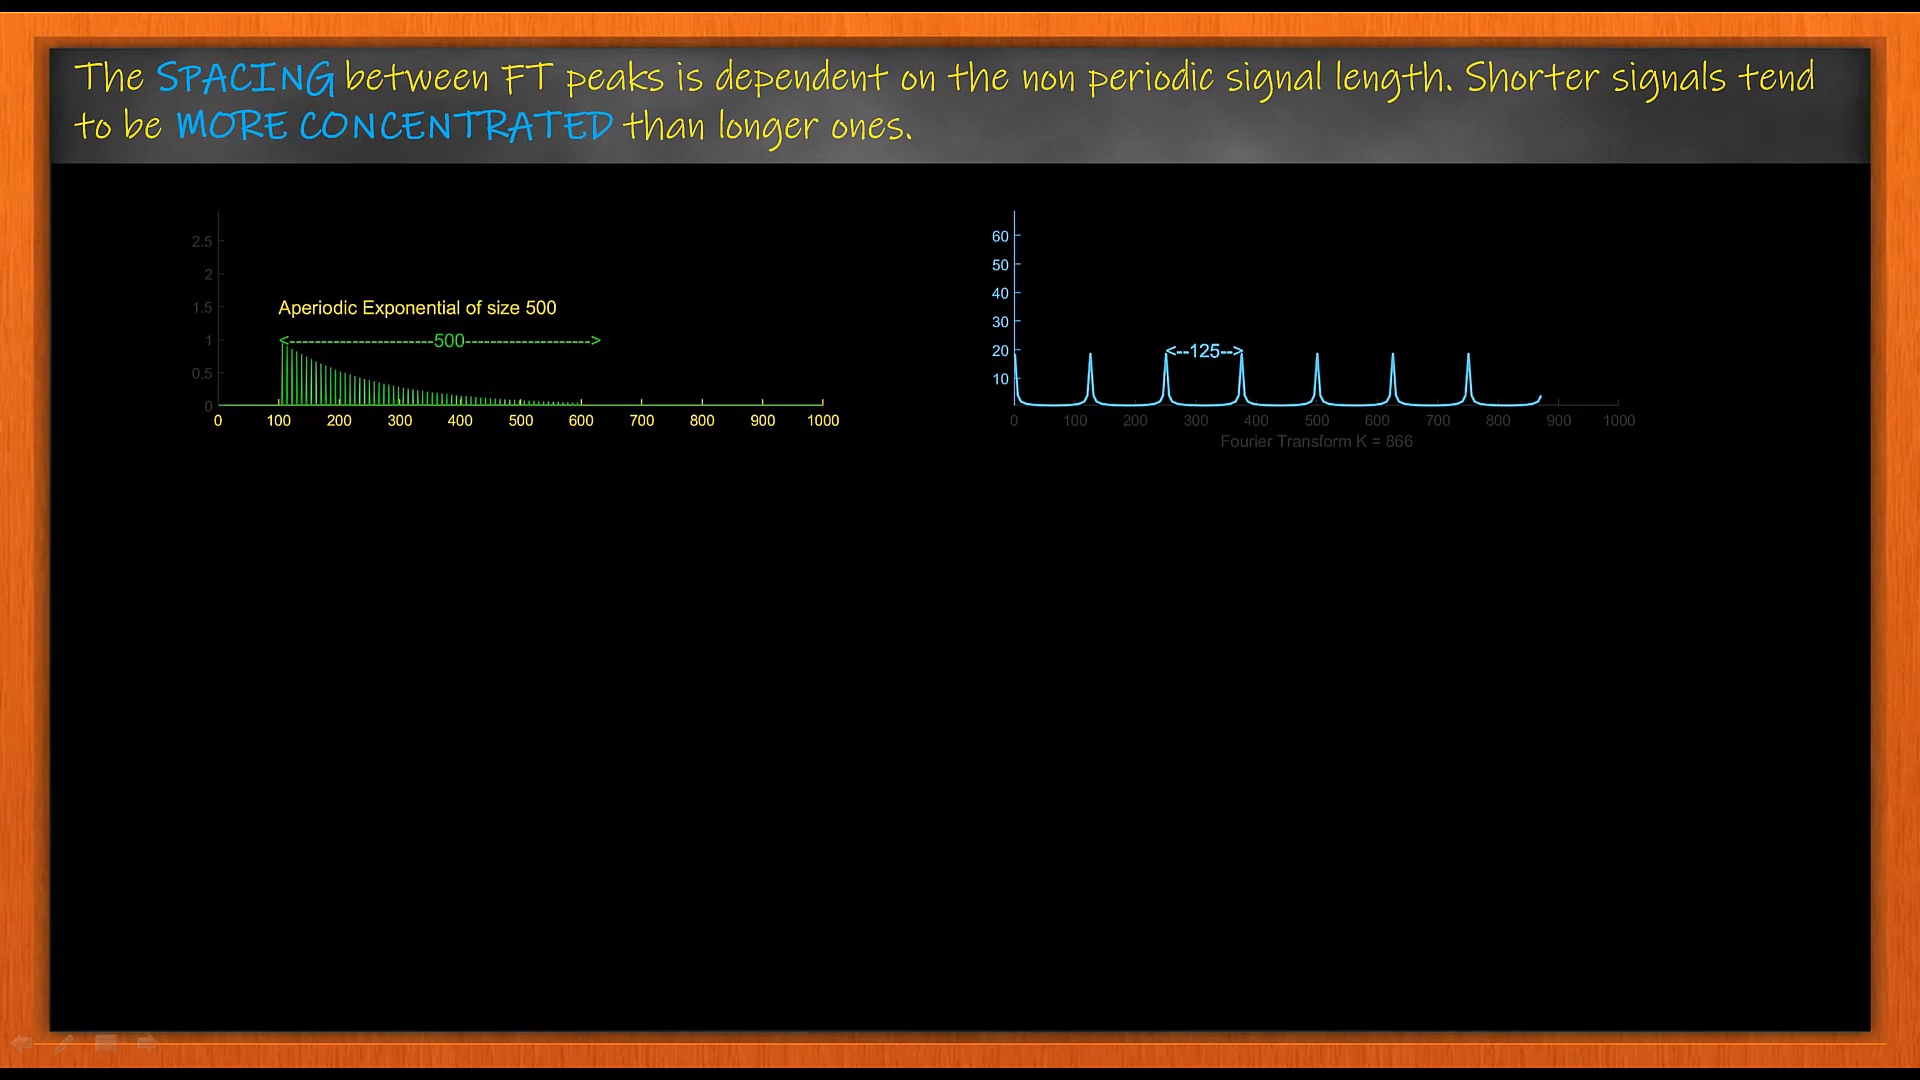 The SPACING between FT peaks is dependent on the non periodic signal length. Shorter signals tend
to be MORE CONCENTRATED than longer ones.
2.5
2
1.5
1
0.5
0
Aperiodic Exponential of size 500
<----------------------500------------------->
0 100 200 300 400 500 600 700 800 900 1000
60
50
40
30
20
10
<--125-->
0 100 200 300 400 500 600 700 800 900 1000
Fourier Transform K = 866